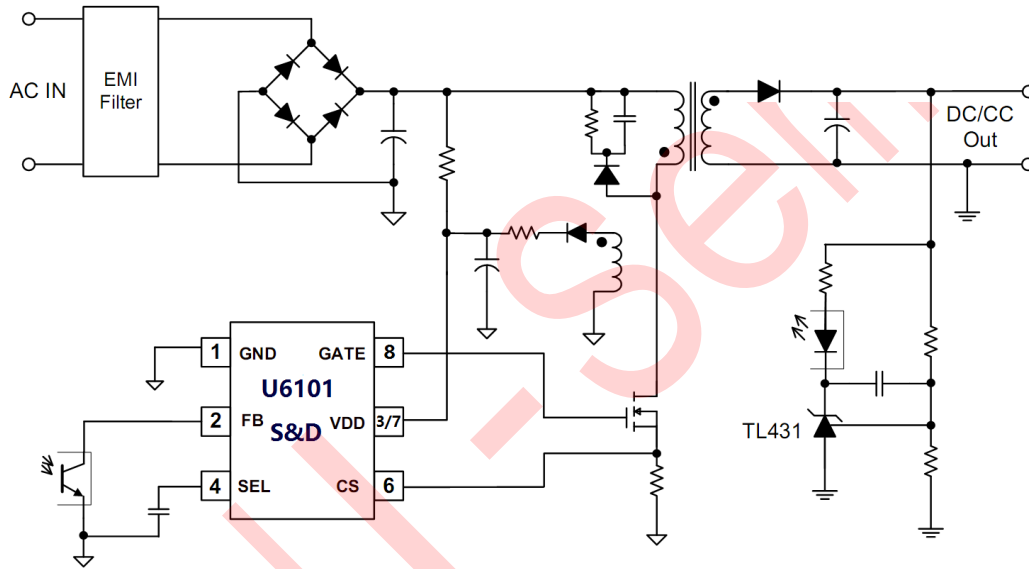 AC IN
EMI
Filter
DC/CC
Out
1 GND GATE 8
U6101
2 FB VDD 3/7
S&D
4 SEL CS 6
TL431
U-Semi